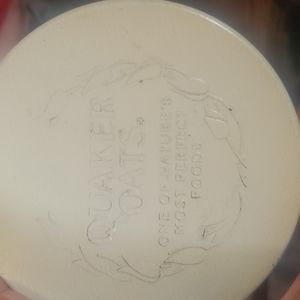 QUAKER
OATS®
ONE OF NATURE'S
MOST PERFECT
FOODS